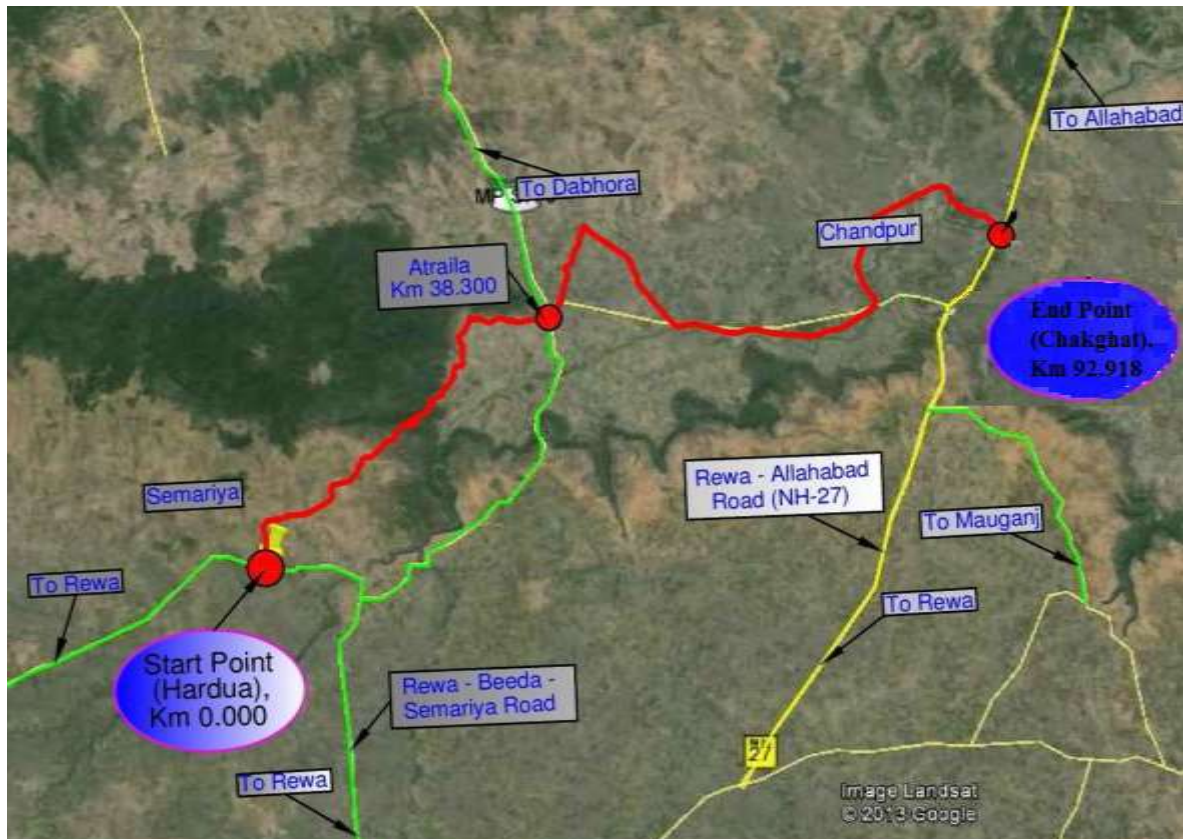 To Allahabad
To Dabhora
MP
Chandpur
Atraila
Km 38.300
End Point
(Chakghat),
Km 92.918
Semariya
Rewa - Allahabad
Road (NH-27)
To Mauganj
To Rewa
To Rewa
Start Point
(Hardua),
Km 0.000
Rewa - Beeda -
Semariya Road
27
To Rewa
Image Landsat
© 2013 Google